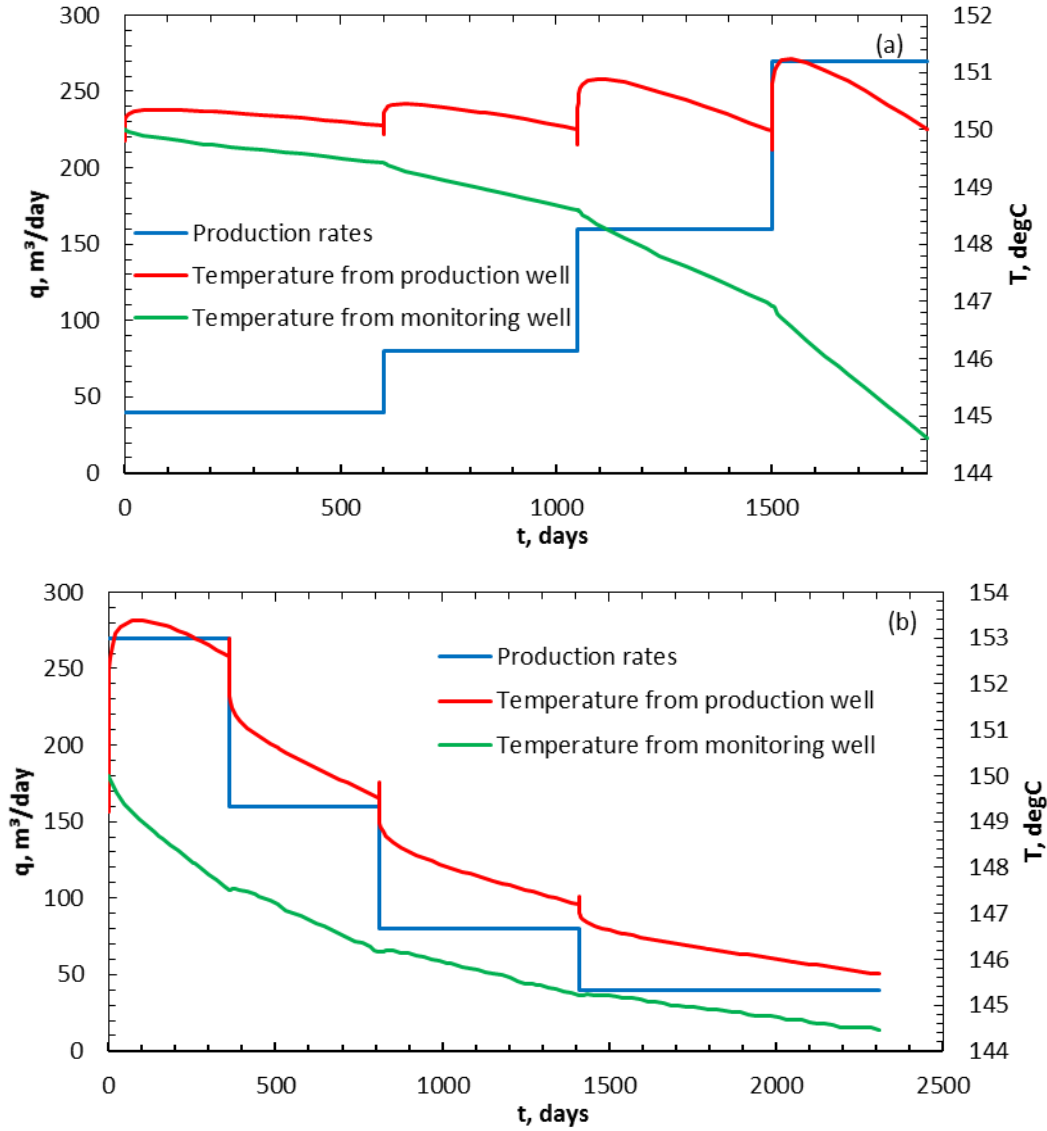 300
250
200
150
100
50
0
q, m³/day
152
151
150
149
148
147
146
145
144
T, degC
(a)
Production rates
Temperature from production well
Temperature from monitoring well
0 500 1000 1500
t, days
300
250
200
150
100
50
0
q, m³/day
154
153
152
151
150
149
148
147
146
145
144
T, degC
(b)
Production rates
Temperature from production well
Temperature from monitoring well
0 500 1000 1500 2000 2500
t, days